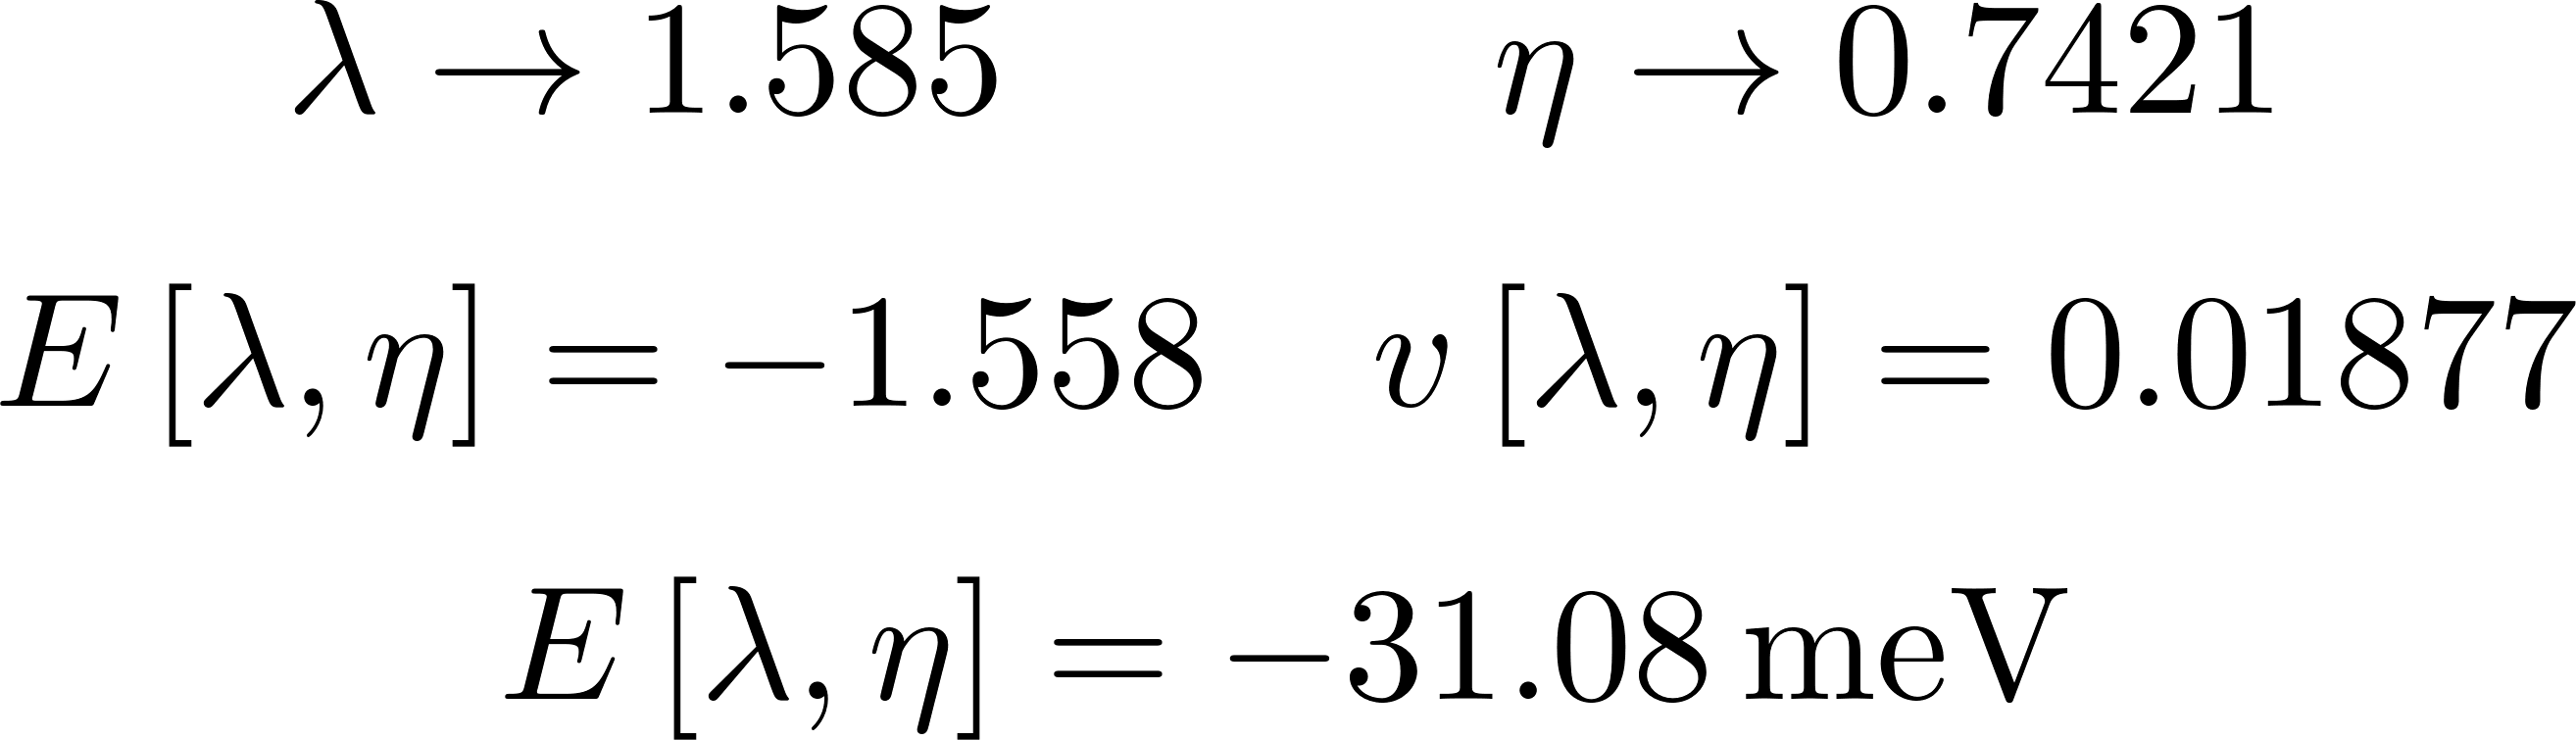 λ → 1.585 η → 0.7421
E [λ, η] = −1.558 v [λ, η] = 0.01877
E [λ, η] = −31.08 meV